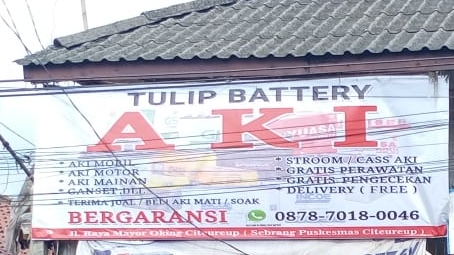 TULIP BATTERY
AKI
YUASA
INCOE
* AKI MOBIL
* AKI MOTOR
* AKI MAINAN
* GANSET,DLL
* TERIMA JUAL / BELI AKI MATI / SOAK
* STROOM / CASS AKI
* GRATIS PERAWATAN
* GRATIS PENGECEKAN
* DELIVERY ( FREE )
BERGARANSI 0878-7018-0046
Jl. Raya Mayor Oking Citeureup ( Sebrang Puskesmas Citeureup )